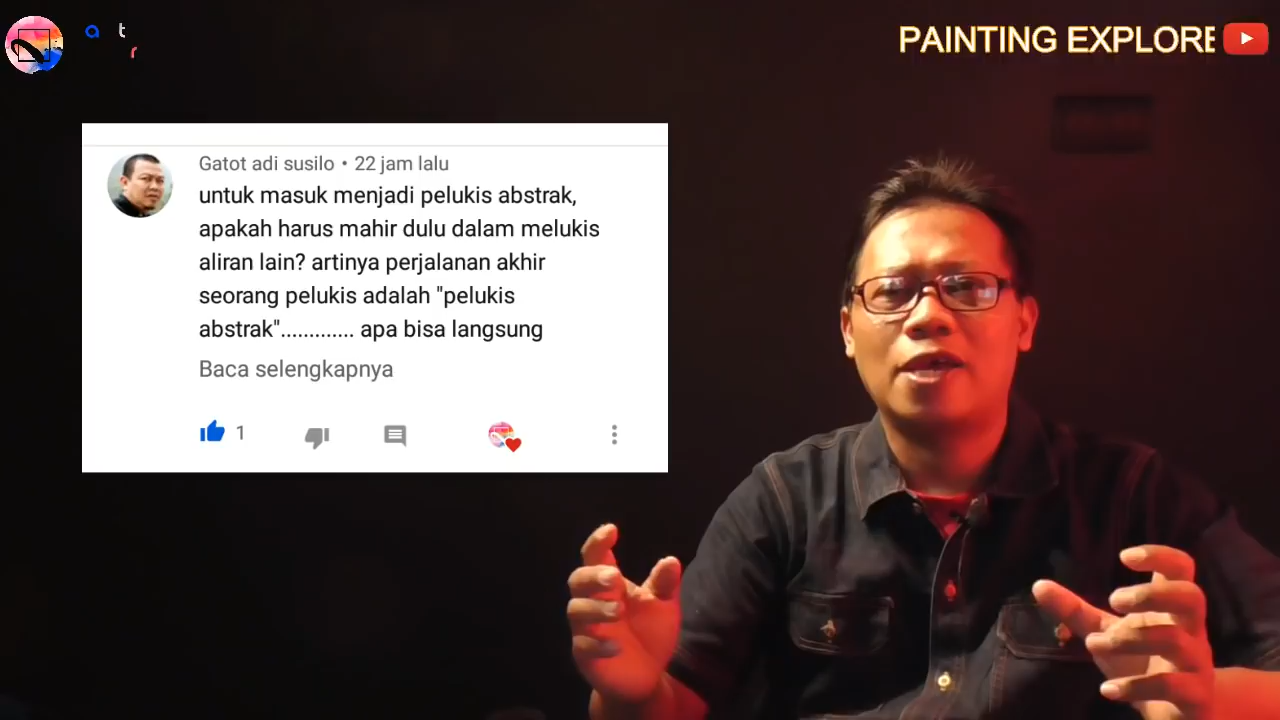 a t
r
PAINTING EXPLORE
Gatot adi susilo • 22 jam lalu
untuk masuk menjadi pelukis abstrak,
apakah harus mahir dulu dalam melukis
aliran lain? artinya perjalanan akhir
seorang pelukis adalah "pelukis
abstrak"............. apa bisa langsung
Baca selengkapnya
1